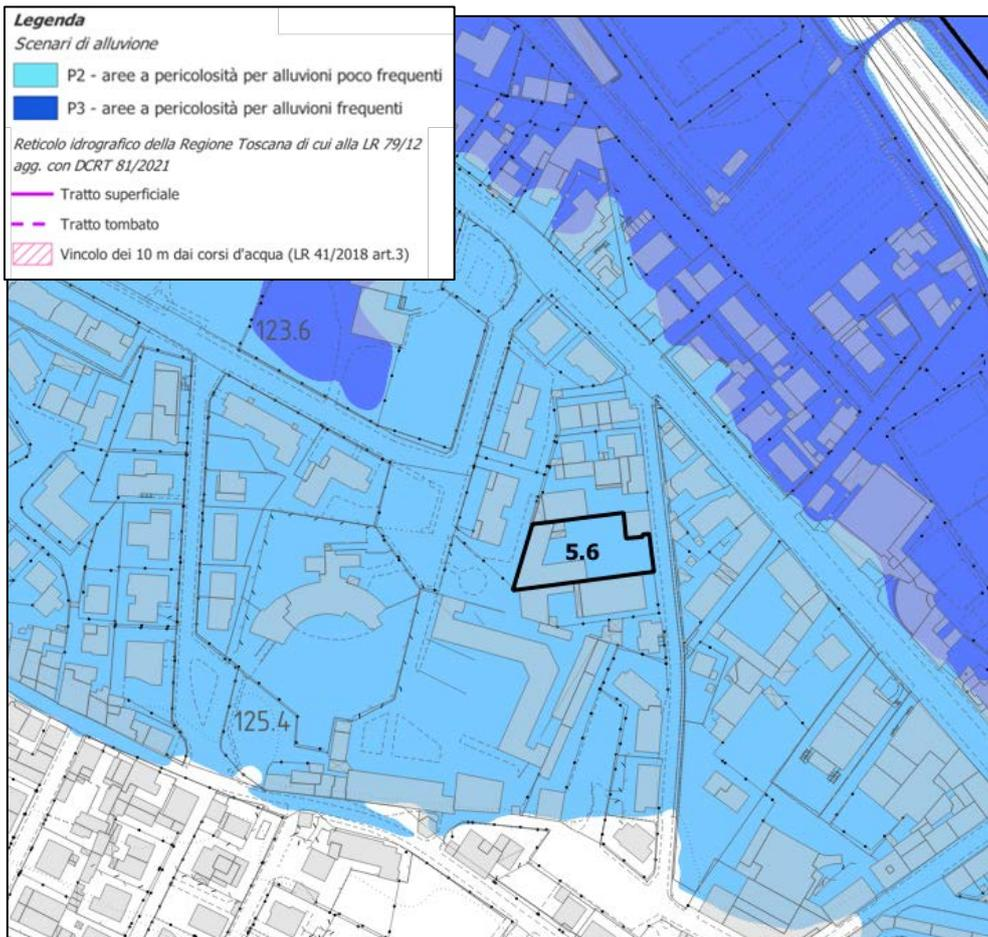 Legenda
Scenari di alluvione
P2 - aree a pericolosità per alluvioni poco frequenti
P3 - aree a pericolosità per alluvioni frequenti
Reticolo idrografico della Regione Toscana di cui alla LR 79/12
agg. con DCRT 81/2021
Tratto superficiale
Tratto tombato
Vincolo dei 10 m dai corsi d'acqua (LR 41/2018 art.3)
123.6
5.6
125.4